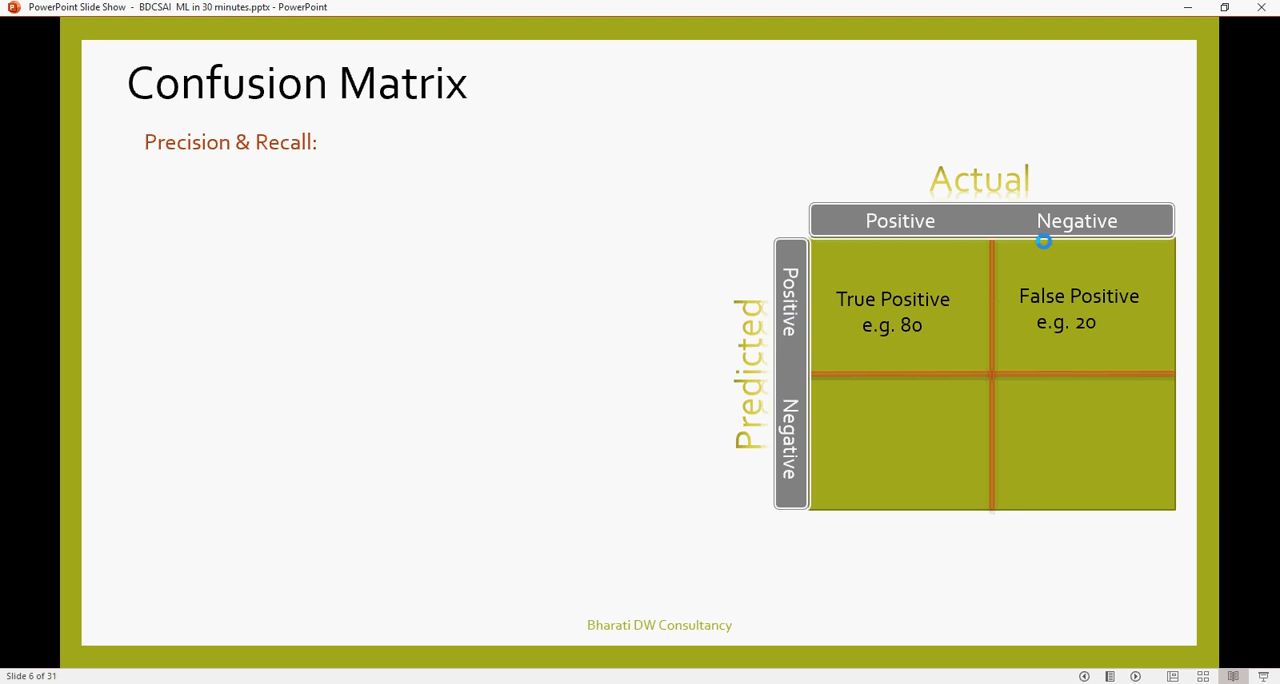 PowerPoint Slide Show - BDCSAI ML in 30 minutes.pptx - PowerPoint
Confusion Matrix
Precision & Recall:
Actual
Positive Negative
Predicted
Positive
Negative
True Positive
e.g. 80
False Positive
e.g. 20
Bharati DW Consultancy
Slide 6 of 31